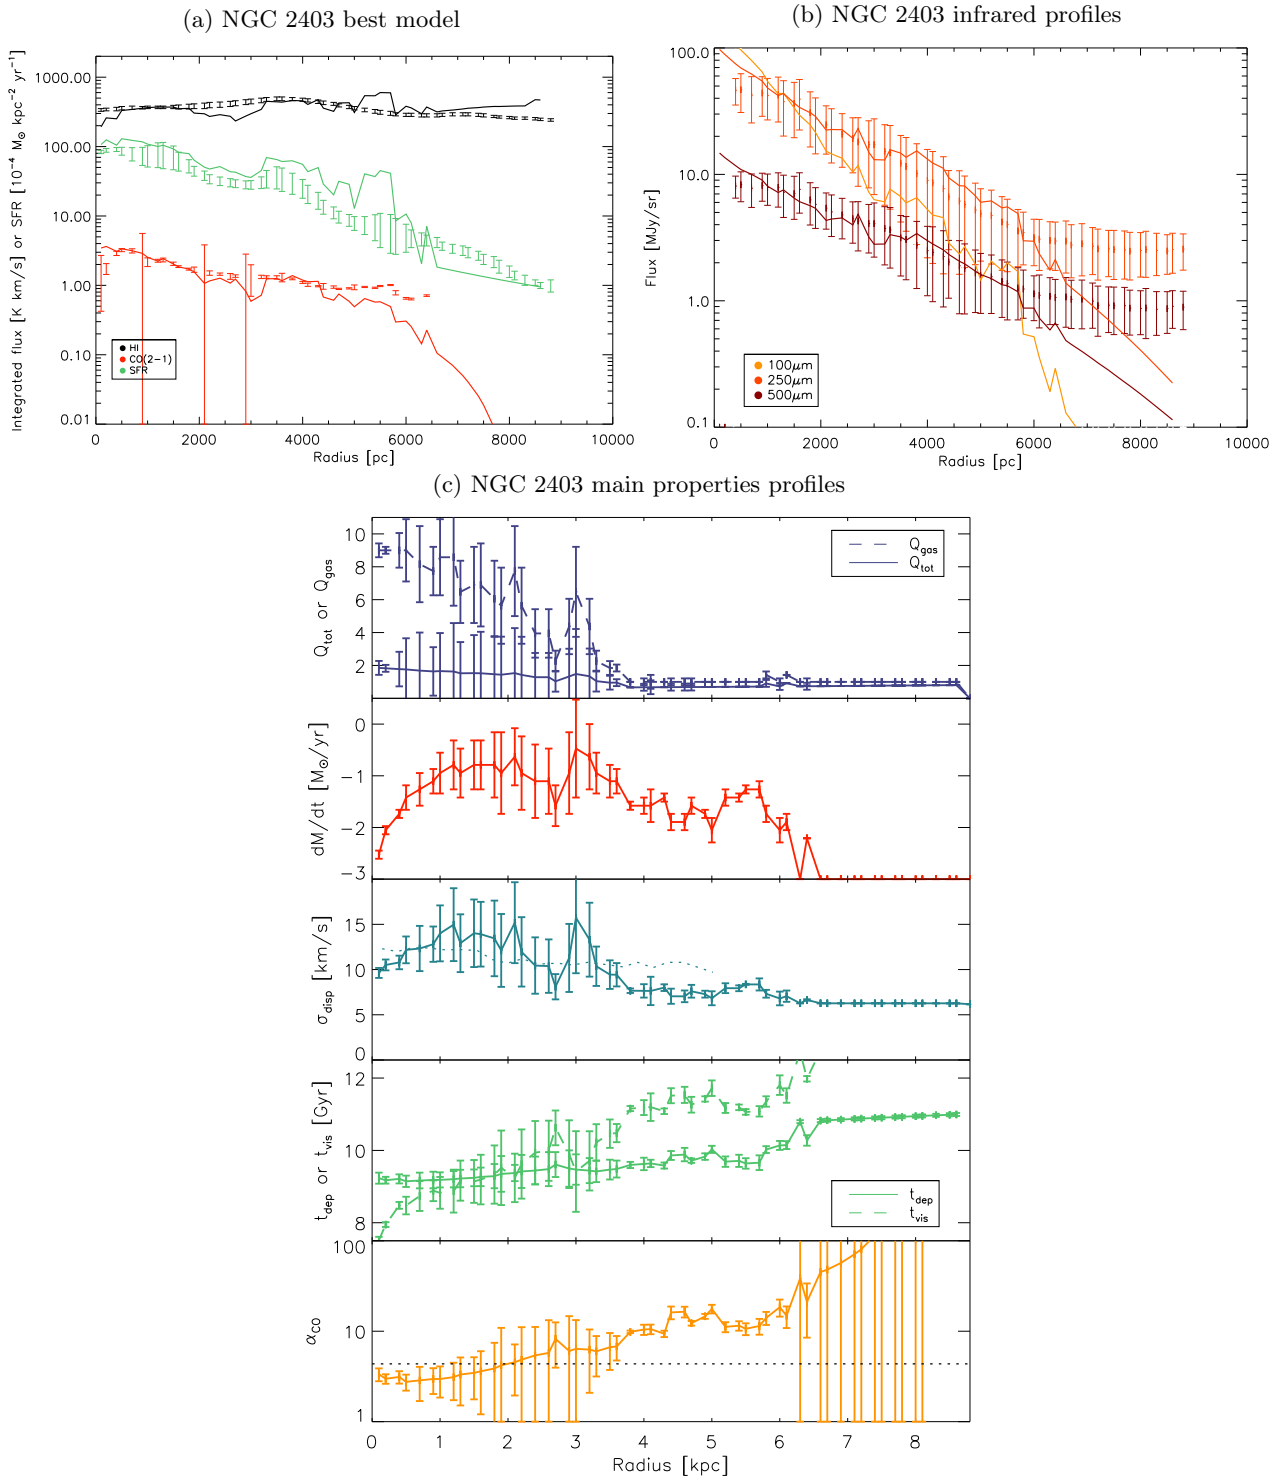 (a) NGC 2403 best model
Integrated flux [K km/s] or SFR [10⁻⁴ M⊙ kpc⁻² yr⁻¹]
1000.00
100.00
10.00
1.00
0.10
0.01
HI
CO(2−1)
SFR
0 2000 4000 6000 8000 10000
Radius [pc]
(b) NGC 2403 infrared profiles
Flux [MJy/sr]
100.0
10.0
1.0
0.1
100μm
250μm
500μm
0 2000 4000 6000 8000 10000
Radius [pc]
(c) NGC 2403 main properties profiles
Q_tot or Q_gas
10
8
6
4
2
Q_gas
Q_tot
dM/dt [M⊙/yr]
0
−1
−2
−3
σ_disp [km/s]
15
10
5
0
t_dep or t_vis [Gyr]
12
10
8
t_dep
t_vis
α_CO
100
10
1
0 1 2 3 4 5 6 7 8
Radius [kpc]